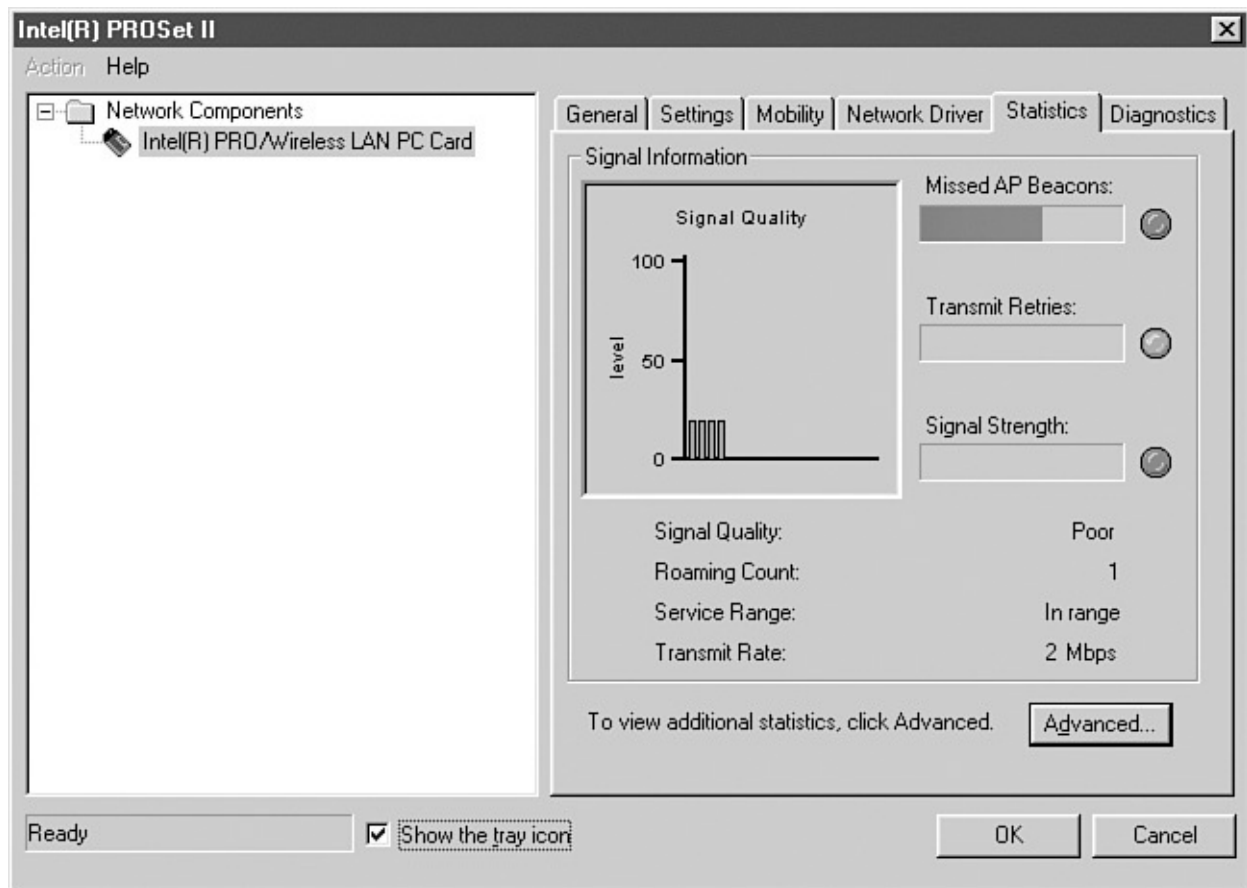 Intel(R) PROSet II
Action Help
Network Components
Intel(R) PRO/Wireless LAN PC Card
General Settings Mobility Network Driver Statistics Diagnostics
Signal Information
Signal Quality
100
level
50
0
Missed AP Beacons:
Transmit Retries:
Signal Strength:
Signal Quality: Poor
Roaming Count: 1
Service Range: In range
Transmit Rate: 2 Mbps
To view additional statistics, click Advanced. Advanced...
Ready Show the tray icon OK Cancel